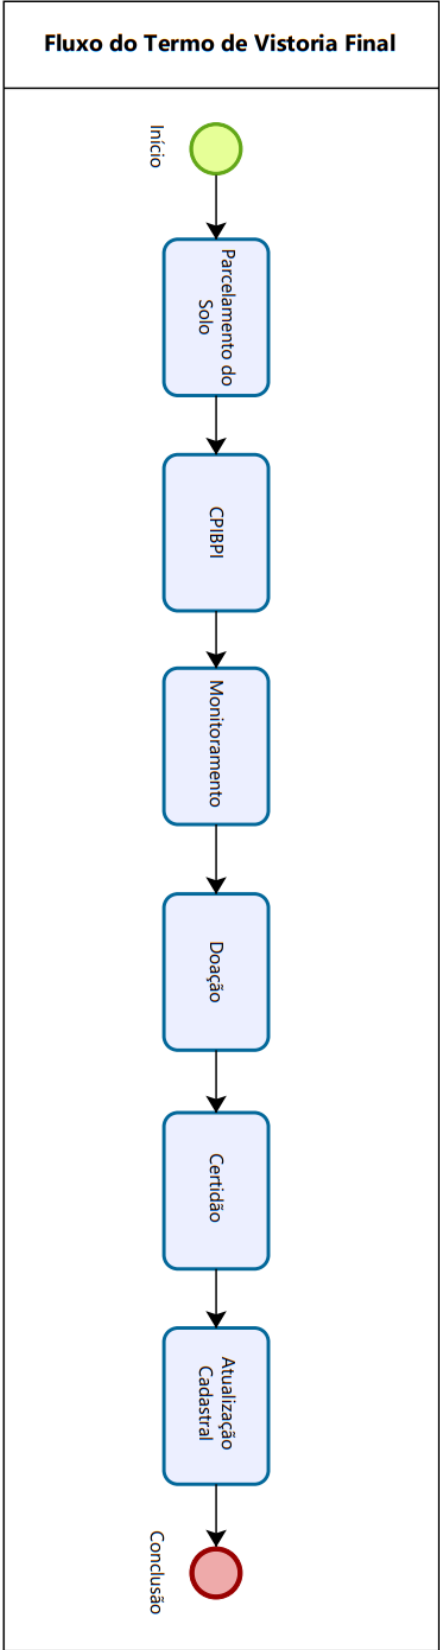 Fluxo do Termo de Vistoria Final
Início
Parcelamento do
Solo
CPIBPI
Monitoramento
Doação
Certidão
Atualização
Cadastral
Conclusão